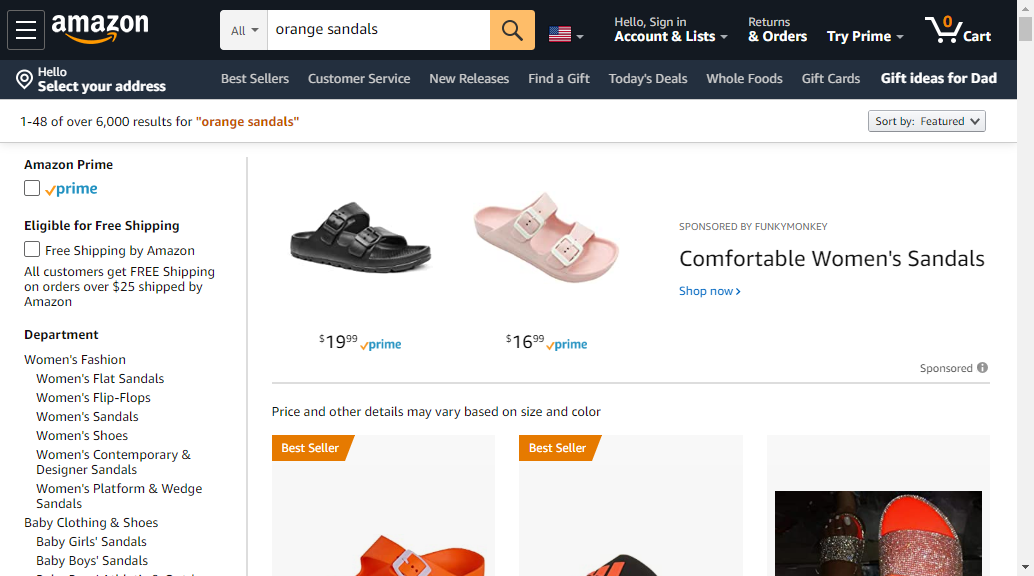 amazon
All
orange sandals
Hello, Sign in
Account & Lists
Returns
& Orders
Try Prime
0
Cart
Hello
Select your address
Best Sellers
Customer Service
New Releases
Find a Gift
Today's Deals
Whole Foods
Gift Cards
Gift ideas for Dad
1-48 of over 6,000 results for "orange sandals"
Sort by: Featured
Amazon Prime
prime
Eligible for Free Shipping
Free Shipping by Amazon
All customers get FREE Shipping
on orders over $25 shipped by
Amazon
Department
Women's Fashion
Women's Flat Sandals
Women's Flip-Flops
Women's Sandals
Women's Shoes
Women's Contemporary &
Designer Sandals
Women's Platform & Wedge
Sandals
Baby Clothing & Shoes
Baby Girls' Sandals
Baby Boys' Sandals
$19.99 prime
$16.99 prime
SPONSORED BY FUNKYMONKEY
Comfortable Women's Sandals
Shop now ›
Sponsored
Price and other details may vary based on size and color
Best Seller
Best Seller